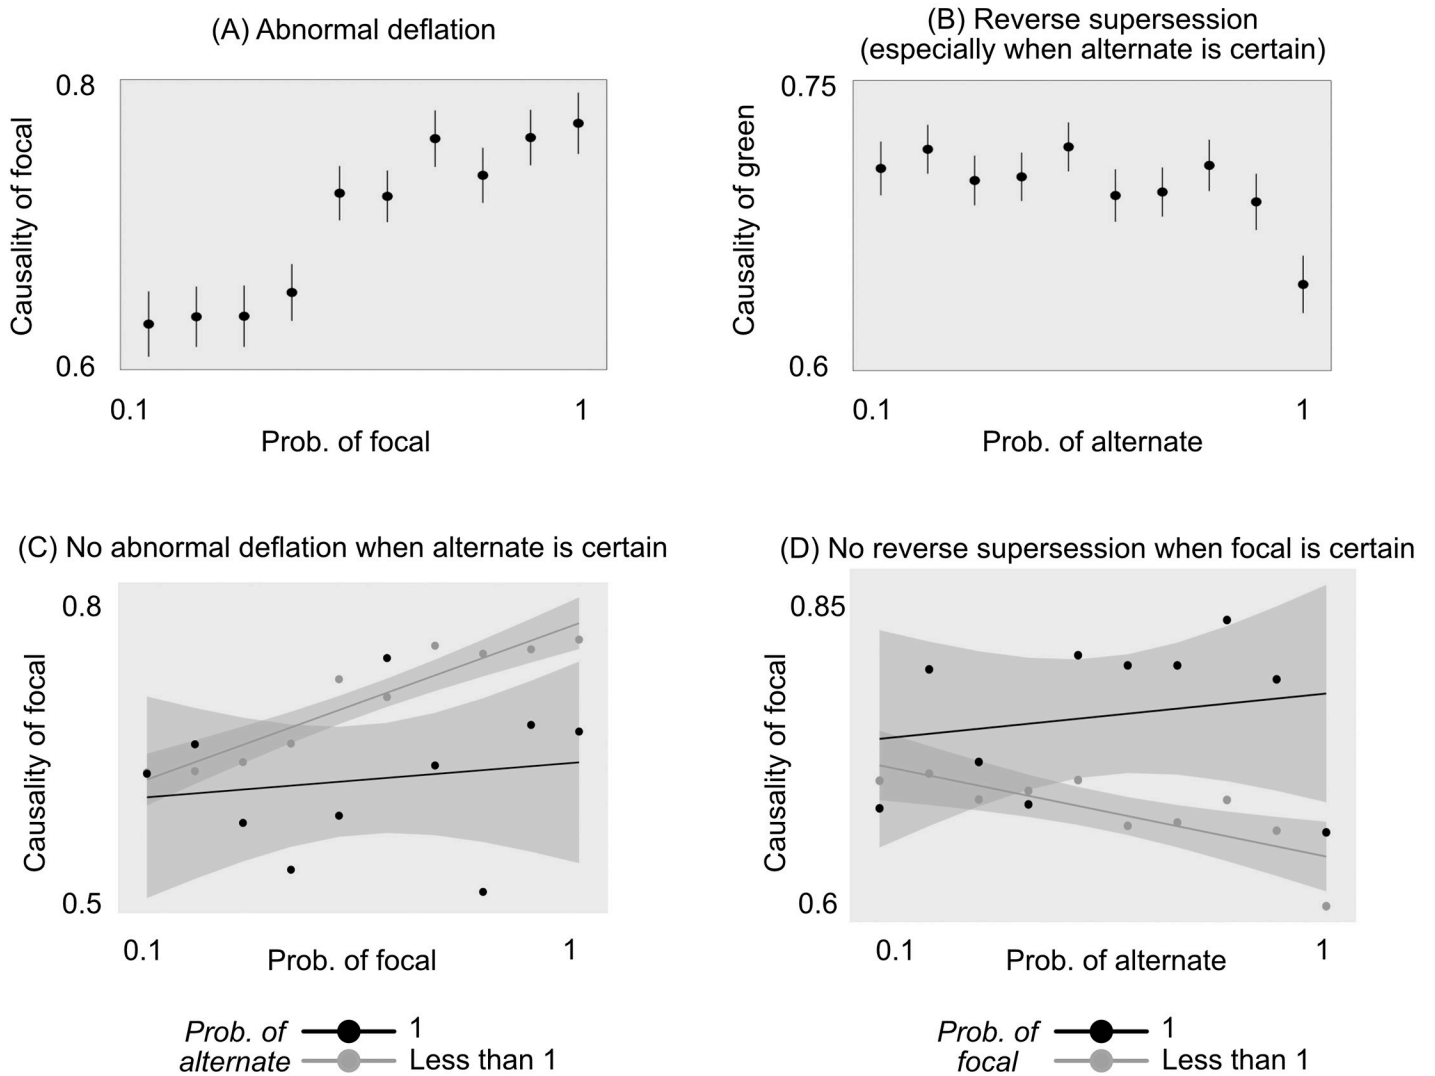 (A) Abnormal deflation
0.8
Causality of focal
0.6
0.1
1
Prob. of focal
(B) Reverse supersession
(especially when alternate is certain)
0.75
Causality of green
0.6
0.1
1
Prob. of alternate
(C) No abnormal deflation when alternate is certain
0.8
Causality of focal
0.5
0.1
1
Prob. of focal
Prob. of
alternate
1
Less than 1
(D) No reverse supersession when focal is certain
0.85
Causality of focal
0.6
0.1
1
Prob. of alternate
Prob. of
focal
1
Less than 1